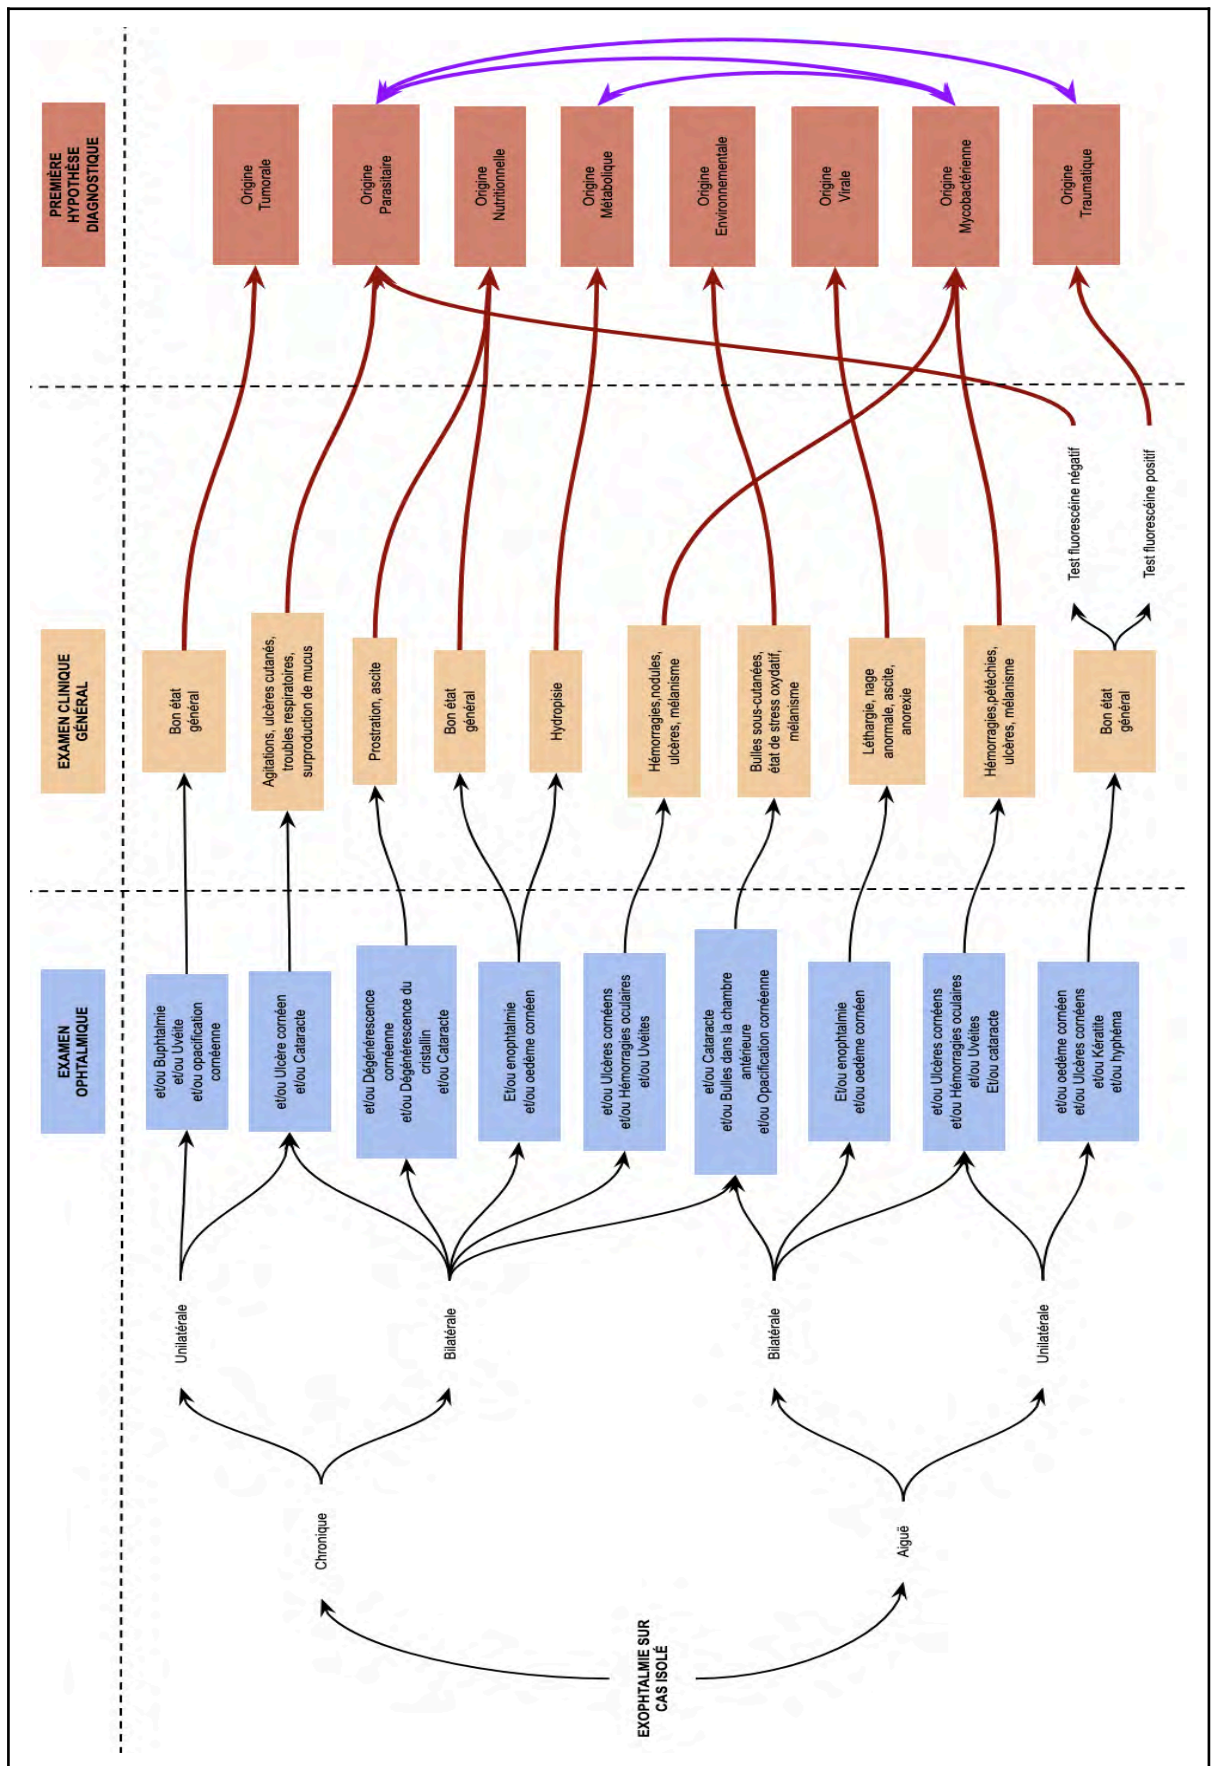 EXAMEN
OPHTALMIQUE
EXAMEN CLINIQUE
GÉNÉRAL
PREMIÈRE
HYPOTHÈSE
DIAGNOSTIQUE
EXOPHTALMIE SUR
CAS ISOLÉ
Chronique
Aiguë
Unilatérale
Bilatérale
Bilatérale
Unilatérale
et/ou Buphtalmie
et/ou Uvéite
et/ou opacification
cornéenne
et/ou Ulcère cornéen
et/ou Cataracte
et/ou Dégénérescence
cornéenne
et/ou Dégénérescence du
cristallin
et/ou Cataracte
Et/ou enophtalmie
et/ou oedème cornéen
et/ou Ulcères cornéens
et/ou Hémorragies oculaires
et/ou Uvéites
et/ou Cataracte
et/ou Bulles dans la chambre
antérieure
et/ou Opacification cornéenne
Et/ou enophtalmie
et/ou oedème cornéen
et/ou Ulcères cornéens
et/ou Hémorragies oculaires
et/ou Uvéites
Et/ou cataracte
et/ou oedème cornéen
et/ou Ulcères cornéens
et/ou Kératite
et/ou hyphéma
Bon état
général
Agitations, ulcères cutanés,
troubles respiratoires,
surproduction de mucus
Prostration, ascite
Bon état
général
Hydropisie
Hémorragies,nodules,
ulcères, mélanisme
Bulles sous-cutanées,
état de stress oxydatif,
mélanisme
Léthargie, nage
anormale, ascite,
anorexie
Hémorragies,pétéchies,
ulcères, mélanisme
Bon état
général
Test fluorescéine négatif
Test fluorescéine positif
Origine
Tumorale
Origine
Parasitaire
Origine
Nutritionnelle
Origine
Métabolique
Origine
Environnementale
Origine
Virale
Origine
Mycobactérienne
Origine
Traumatique